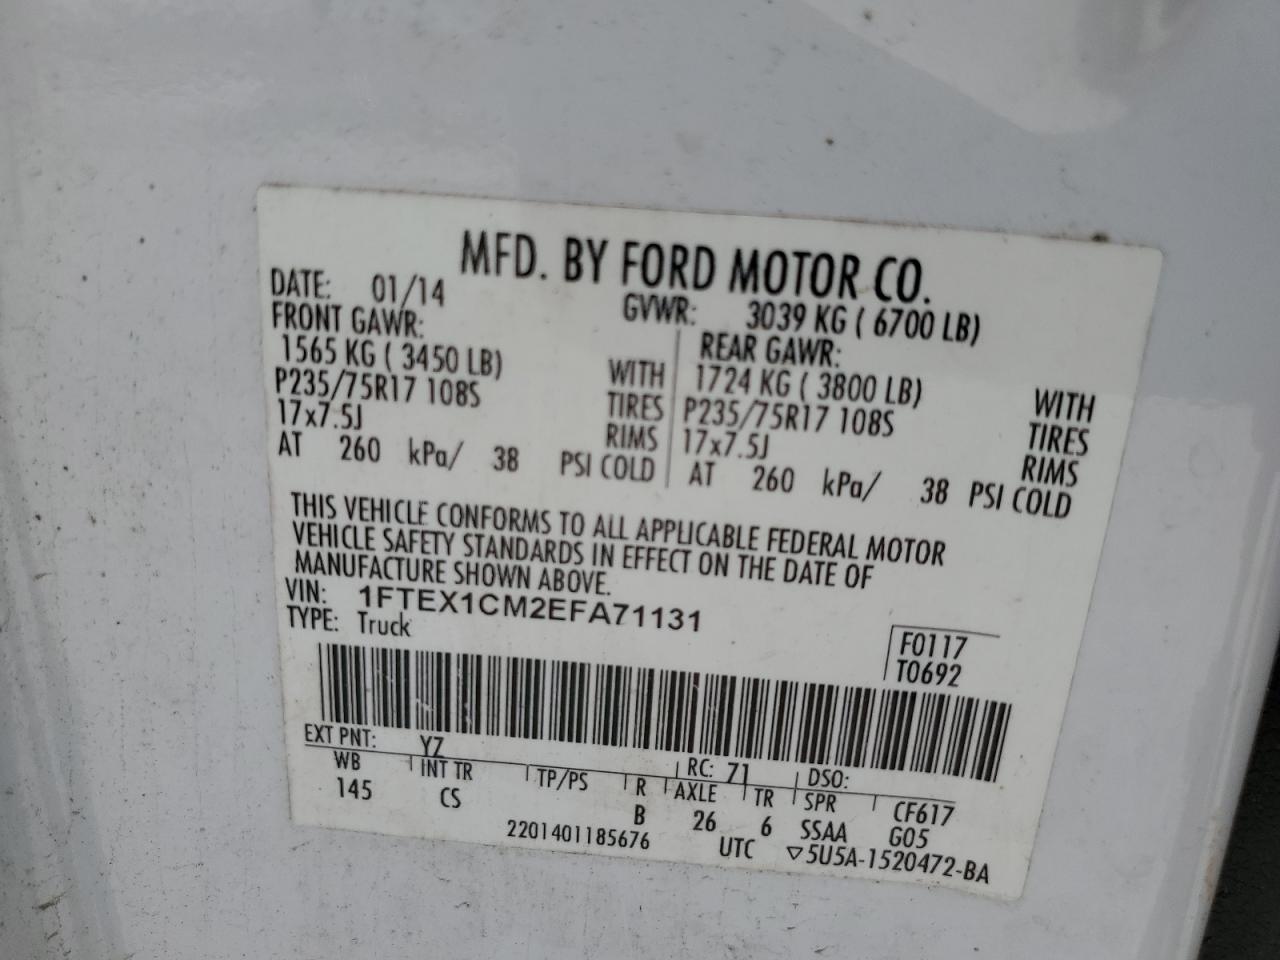 MFD. BY FORD MOTOR CO.
DATE: 01/14 GVWR: 3039 KG ( 6700 LB)
FRONT GAWR: REAR GAWR:
1565 KG ( 3450 LB) WITH 1724 KG ( 3800 LB) WITH
P235/75R17 108S TIRES P235/75R17 108S TIRES
17x7.5J RIMS 17x7.5J RIMS
AT 260 kPa/ 38 PSI COLD AT 260 kPa/ 38 PSI COLD
THIS VEHICLE CONFORMS TO ALL APPLICABLE FEDERAL MOTOR
VEHICLE SAFETY STANDARDS IN EFFECT ON THE DATE OF
MANUFACTURE SHOWN ABOVE.
VIN: 1FTEX1CM2EFA71131
TYPE: Truck
F0117
T0692
EXT PNT: YZ RC: 71 DSO:
WB INT TR TP/PS R AXLE TR SPR CF617
145 CS B 26 6 SSAA G05
2201401185676 UTC ▽5U5A-1520472-BA